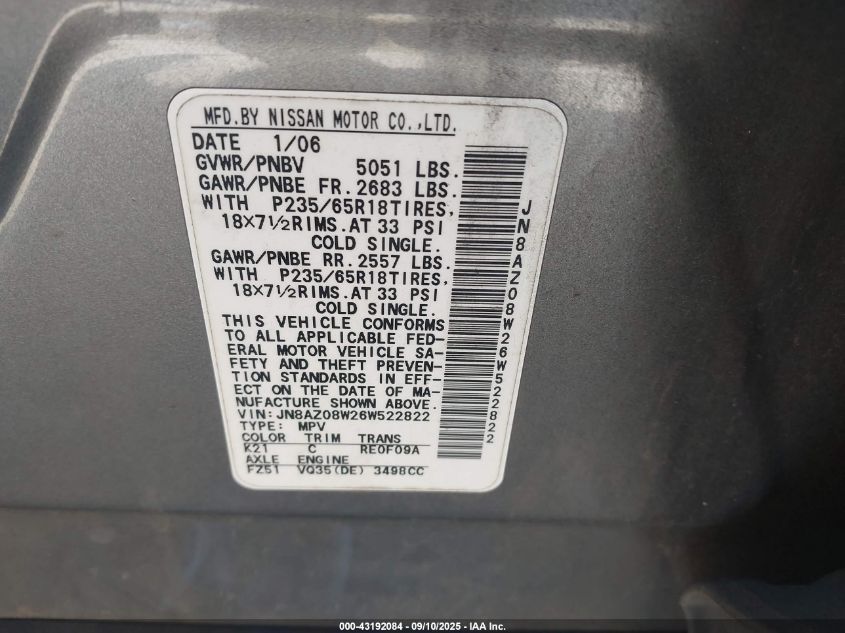 MFD.BY NISSAN MOTOR CO.,LTD.
DATE 1/06
GVWR/PNBV 5051 LBS.
GAWR/PNBE FR.2683 LBS.
WITH P235/65R18TIRES,
18X7½RIMS.AT 33 PSI
COLD SINGLE.
GAWR/PNBE RR.2557 LBS.
WITH P235/65R18TIRES,
18X7½RIMS.AT 33 PSI
COLD SINGLE.
THIS VEHICLE CONFORMS
TO ALL APPLICABLE FED-
ERAL MOTOR VEHICLE SA-
FETY AND THEFT PREVEN-
TION STANDARDS IN EFF-
ECT ON THE DATE OF MA-
NUFACTURE SHOWN ABOVE.
VIN:JN8AZ08W26W522822
TYPE: MPV
COLOR TRIM TRANS
K21 C RE0F09A
AXLE ENGINE
FZ51 VQ35(DE) 3498CC
JN8AZ08W26W522822
000-43192084 - 09/10/2025 - IAA Inc.